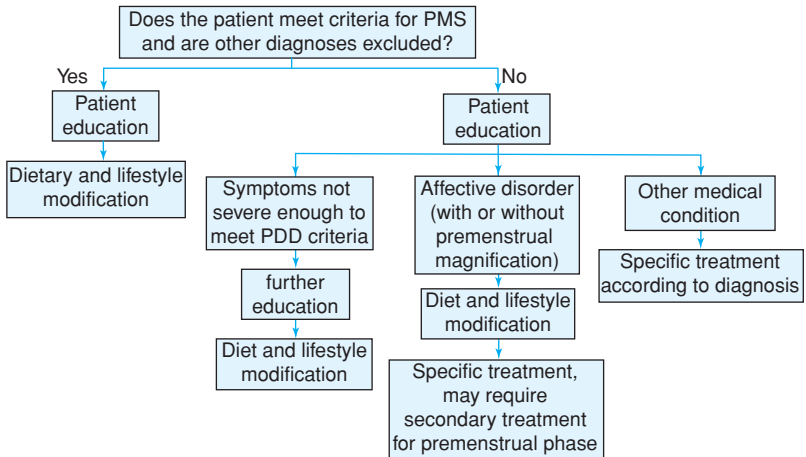 Does the patient meet criteria for PMS
and are other diagnoses excluded?
Yes
No
Patient
education
Dietary and lifestyle
modification
Patient
education
Symptoms not
severe enough to
meet PDD criteria
further
education
Diet and lifestyle
modification
Affective disorder
(with or without
premenstrual
magnification)
Diet and lifestyle
modification
Specific treatment,
may require
secondary treatment
for premenstrual phase
Other medical
condition
Specific treatment
according to diagnosis